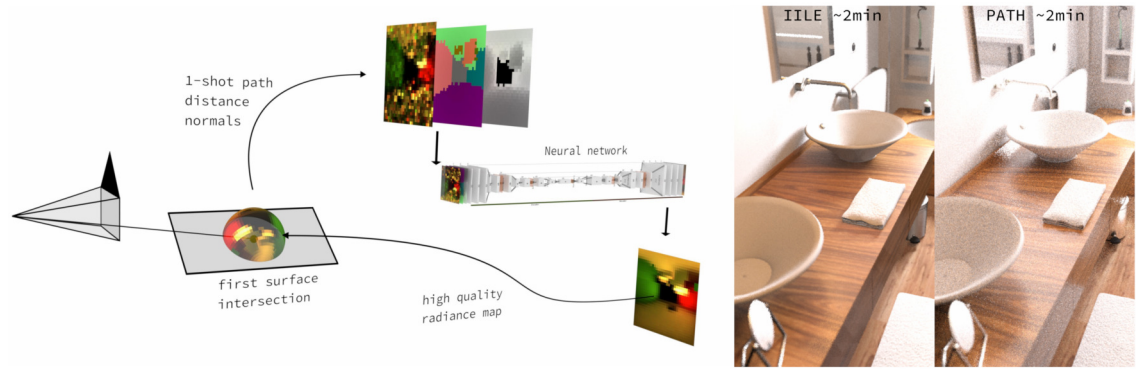 1-shot path
distance
normals
Neural network
first surface
intersection
high quality
radiance map
IILE ~2min
PATH ~2min